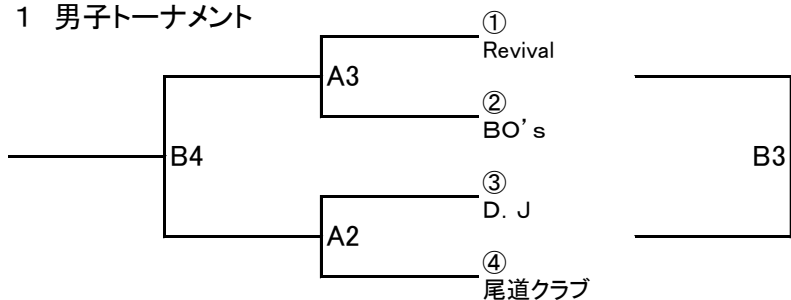 1 男子トーナメント
①
Revival
A3
②
BO's
B4
B3
③
D. J
A2
④
尾道クラブ